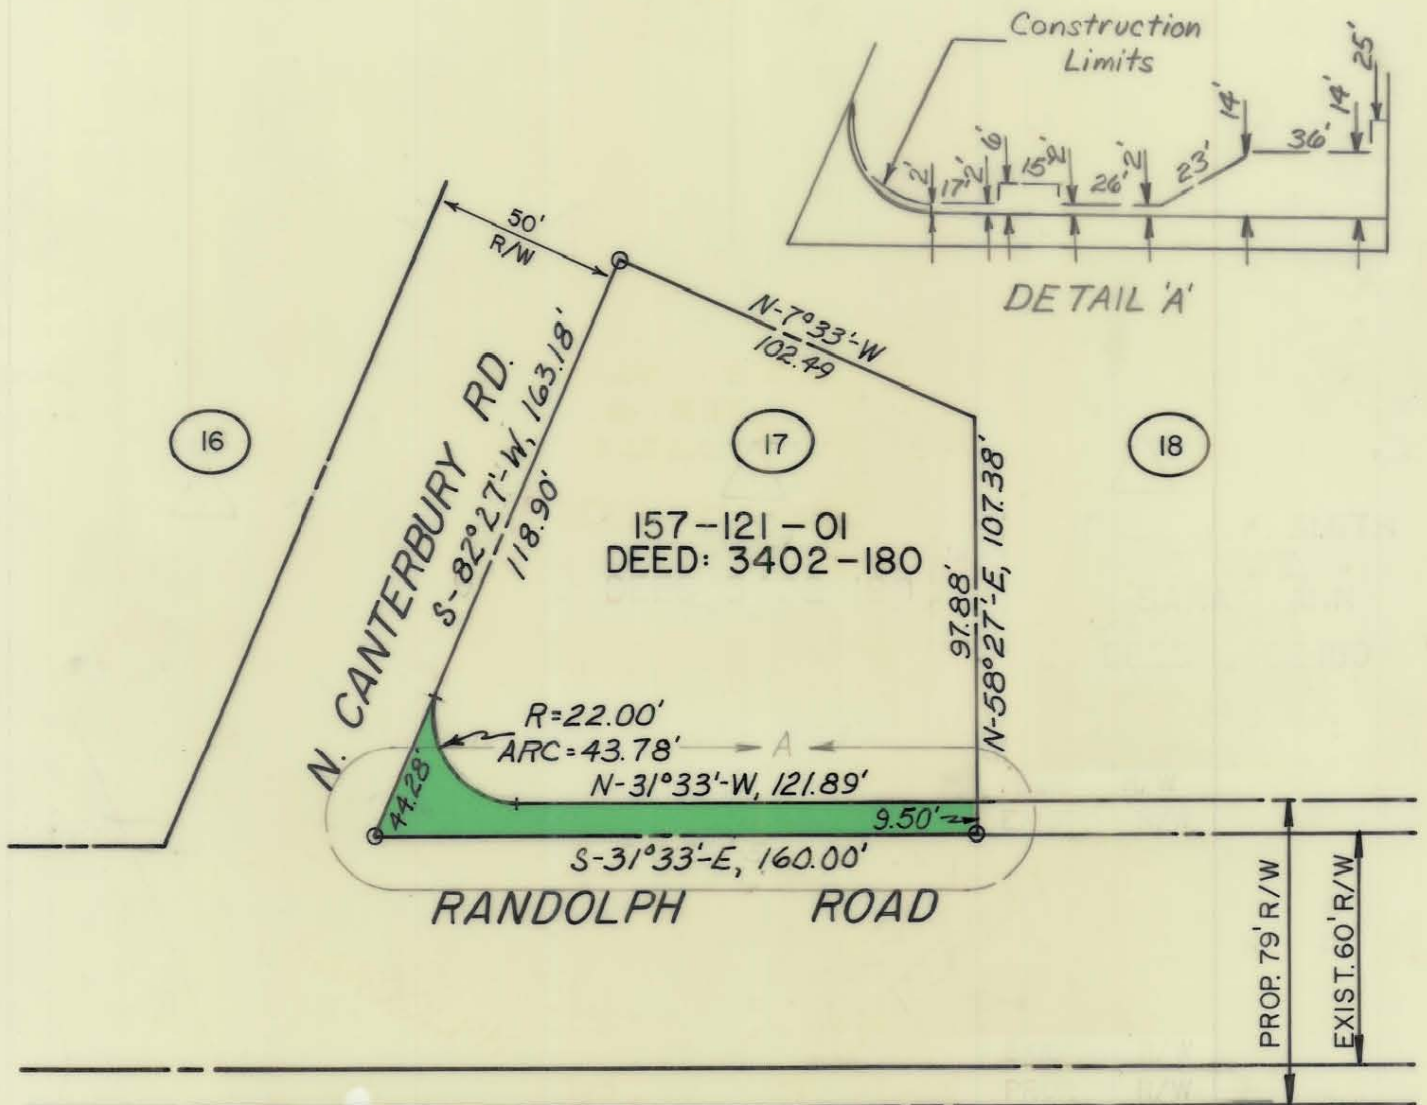 Construction
Limits
25'
14'
14'
36'
23'
6'
15'
2'
2'
17'
2'
26'
2'
DETAIL 'A'
50'
R/W
N-7°33'-W
102.49
N. CANTERBURY RD.
S-82°27'-W, 163.18'
118.90'
16
17
18
157-121-01
DEED: 3402-180
97.88'
N-58°27'-E, 107.38'
R=22.00'
ARC=43.78'
A
N-31°33'-W, 121.89'
44.28'
9.50'
S-31°33'-E, 160.00'
RANDOLPH ROAD
PROP. 79' R/W
EXIST. 60' R/W